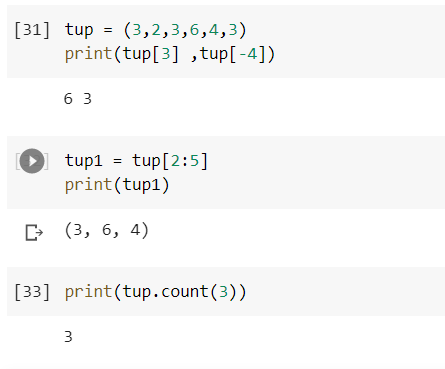 [31] tup = (3,2,3,6,4,3)
print(tup[3] ,tup[-4])
6 3
[ ] tup1 = tup[2:5]
print(tup1)
(3, 6, 4)
[33] print(tup.count(3))
3